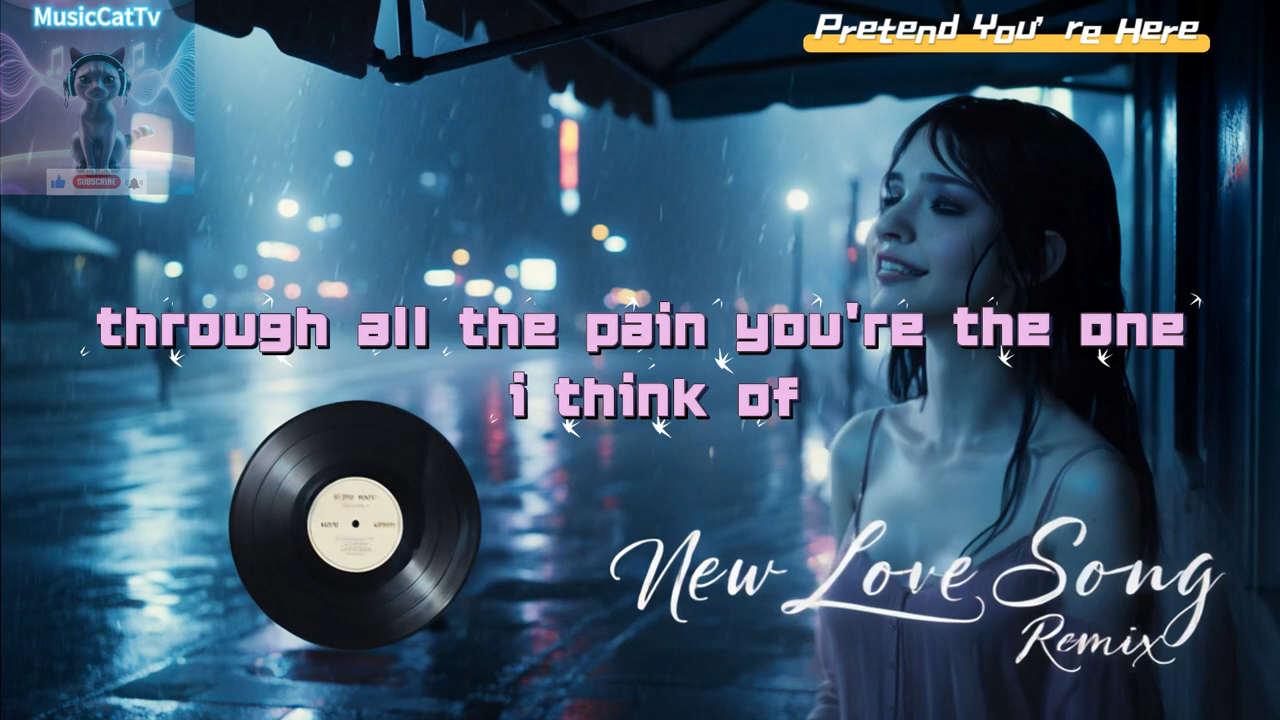 MusicCatTv
Pretend You're Here
SUBSCRIBE
through all the pain you're the one
i think of
New Love Song
Remix